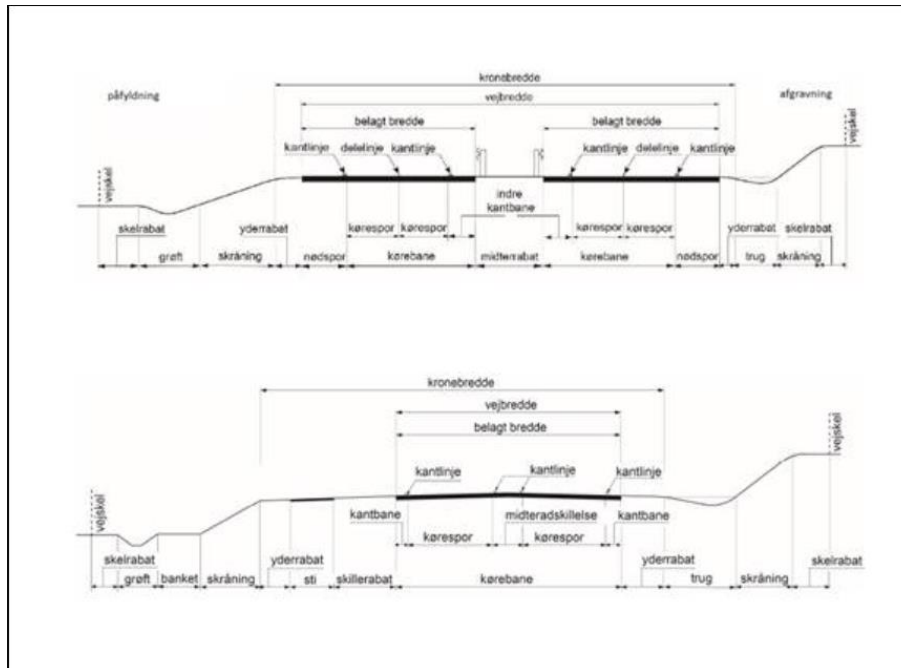 kronebredde
påfyldning
afgravning
vejbredde
belagt bredde belagt bredde
vejskel
kantlinje delelinje kantlinje kantlinje delelinje kantlinje
vejskel
indre
kantbane
skelrabat yderrabat kørespor kørespor kørespor kørespor yderrabat skelrabat
grøft skråning nødspor kørebane midterrabat kørebane nødspor trug skråning
kronebredde
vejbredde
belagt bredde
vejskel
kantlinje kantlinje kantlinje
vejskel
kantbane midteradskillelse kantbane
kørespor kørespor
skelrabat yderrabat yderrabat skelrabat
grøft banket skråning sti skillerabat kørebane trug skråning